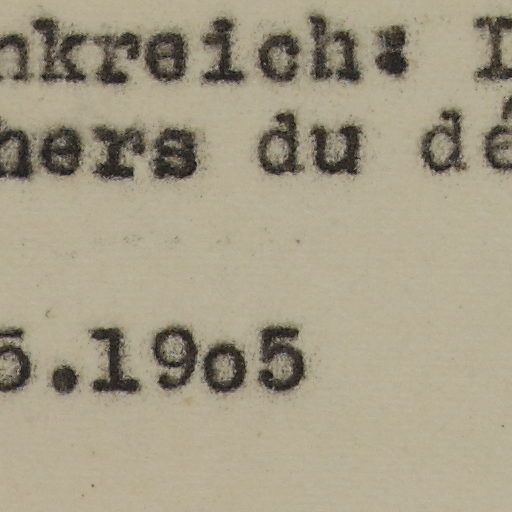 nkreich: D
hers du dé
5.19o5